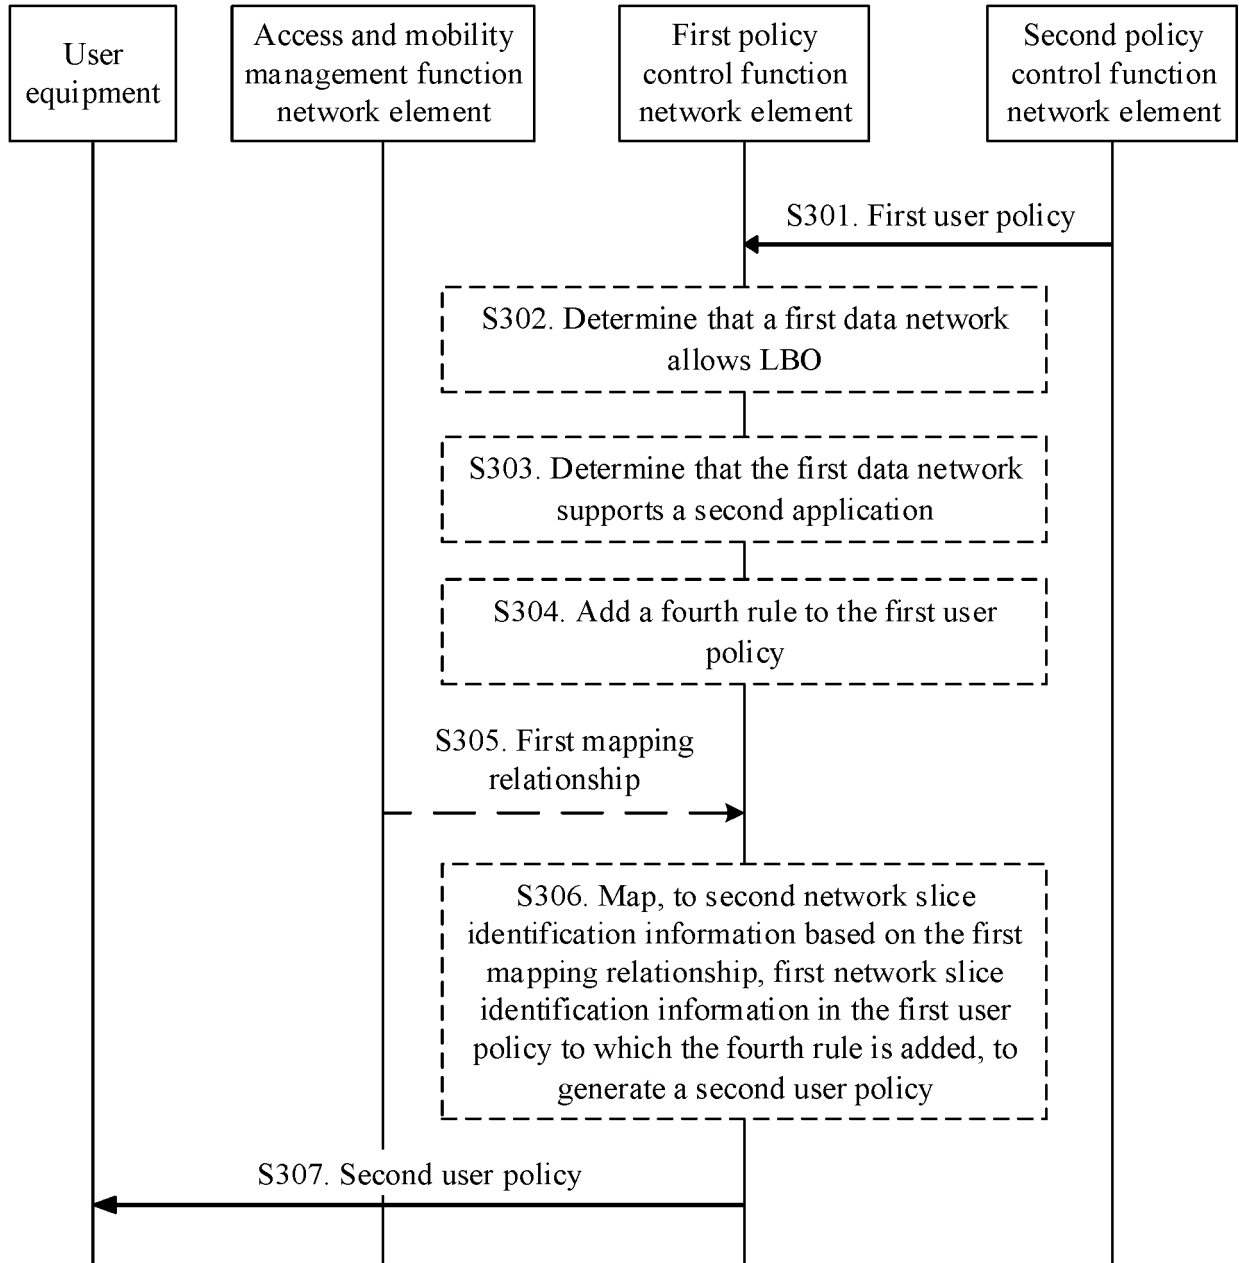 User
equipment
Access and mobility
management function
network element
First policy
control function
network element
Second policy
control function
network element
S301. First user policy
S302. Determine that a first data network
allows LBO
S303. Determine that the first data network
supports a second application
S304. Add a fourth rule to the first user
policy
S305. First mapping
relationship
S306. Map, to second network slice
identification information based on the first
mapping relationship, first network slice
identification information in the first user
policy to which the fourth rule is added, to
generate a second user policy
S307. Second user policy